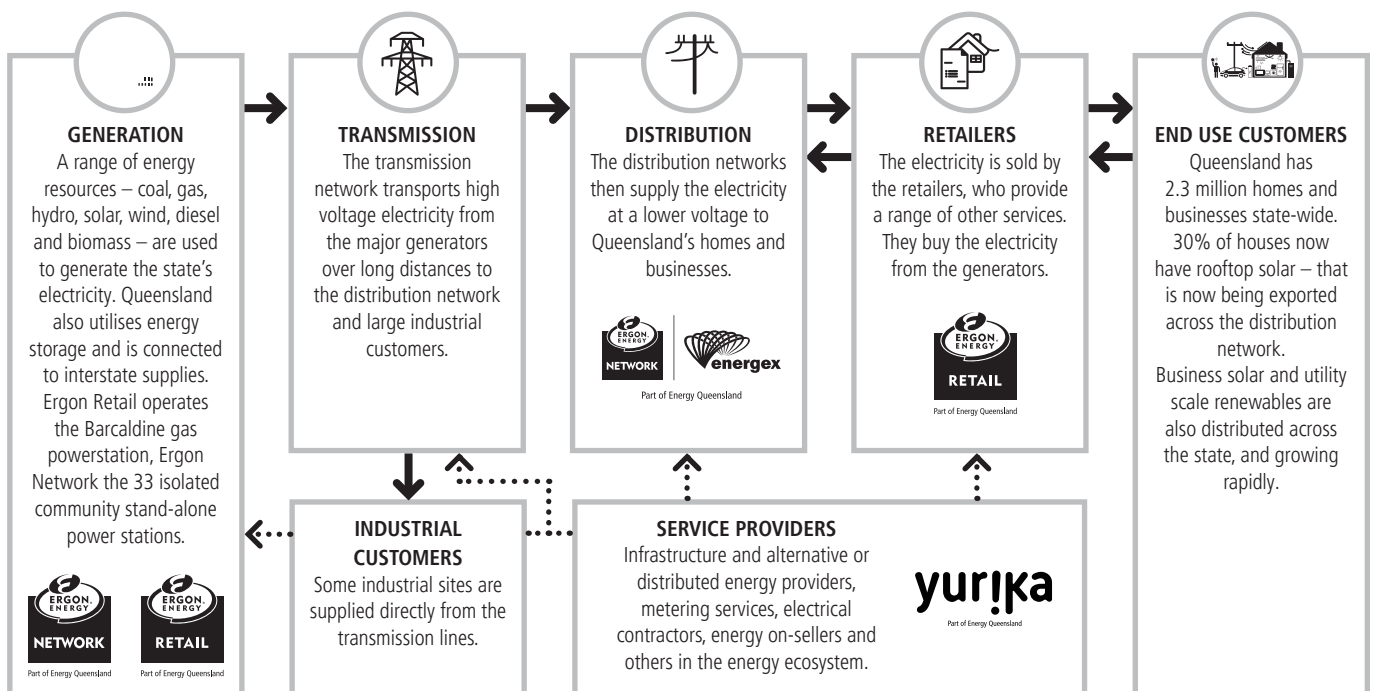 GENERATION
A range of energy
resources – coal, gas,
hydro, solar, wind, diesel
and biomass – are used
to generate the state's
electricity. Queensland
also utilises energy
storage and is connected
to interstate supplies.
Ergon Retail operates
the Barcaldine gas
powerstation, Ergon
Network the 33 isolated
community stand-alone
power stations.
ERGON.
ENERGY
NETWORK
Part of Energy Queensland
ERGON.
ENERGY
RETAIL
Part of Energy Queensland
TRANSMISSION
The transmission
network transports high
voltage electricity from
the major generators
over long distances to
the distribution network
and large industrial
customers.
DISTRIBUTION
The distribution networks
then supply the electricity
at a lower voltage to
Queensland's homes and
businesses.
ERGON.
ENERGY
NETWORK
energex
Part of Energy Queensland
RETAILERS
The electricity is sold by
the retailers, who provide
a range of other services.
They buy the electricity
from the generators.
ERGON.
ENERGY
RETAIL
Part of Energy Queensland
END USE CUSTOMERS
Queensland has
2.3 million homes and
businesses state-wide.
30% of houses now
have rooftop solar – that
is now being exported
across the distribution
network.
Business solar and utility
scale renewables are
also distributed across
the state, and growing
rapidly.
INDUSTRIAL
CUSTOMERS
Some industrial sites are
supplied directly from the
transmission lines.
SERVICE PROVIDERS
Infrastructure and alternative or
distributed energy providers,
metering services, electrical
contractors, energy on-sellers and
others in the energy ecosystem.
yurika
Part of Energy Queensland